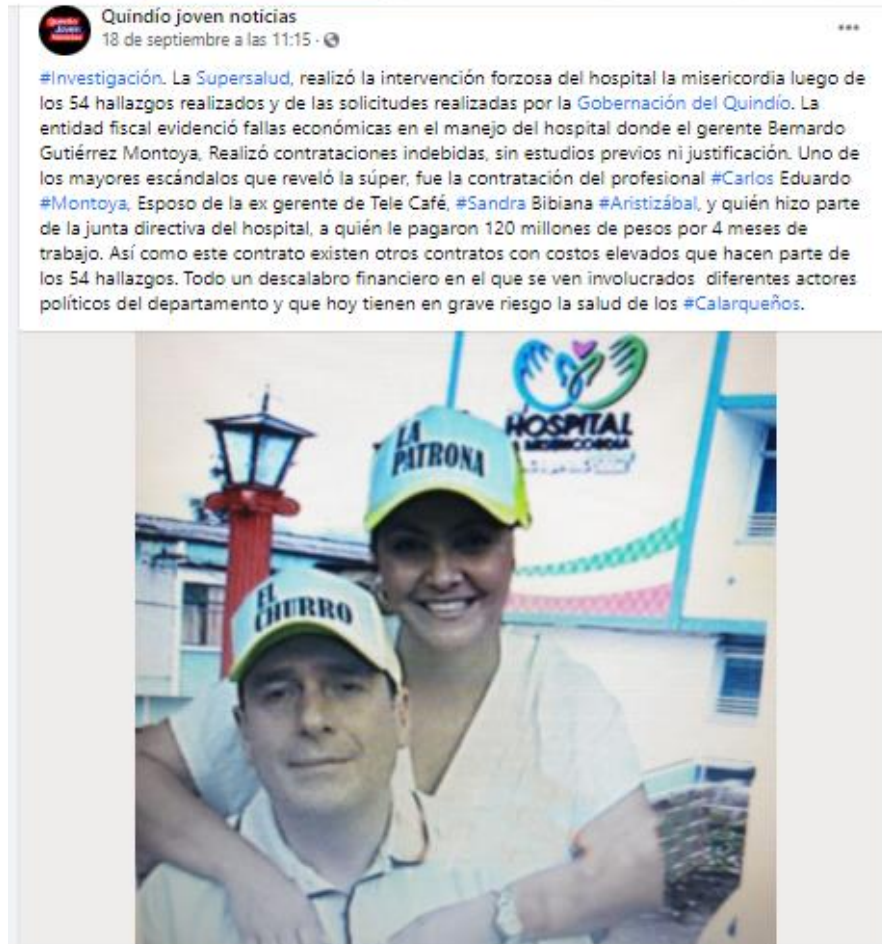 Quindío joven noticias
18 de septiembre a las 11:15 ·
#Investigación. La Supersalud, realizó la intervención forzosa del hospital la misericordia luego de
los 54 hallazgos realizados y de las solicitudes realizadas por la Gobernación del Quindío. La
entidad fiscal evidenció fallas económicas en el manejo del hospital donde el gerente Bernardo
Gutiérrez Montoya, Realizó contrataciones indebidas, sin estudios previos ni justificación. Uno de
los mayores escándalos que reveló la súper, fue la contratación del profesional #Carlos Eduardo
#Montoya, Esposo de la ex gerente de Tele Café, #Sandra Bibiana #Aristizábal, y quién hizo parte
de la junta directiva del hospital, a quién le pagaron 120 millones de pesos por 4 meses de
trabajo. Así como este contrato existen otros contratos con costos elevados que hacen parte de
los 54 hallazgos. Todo un descalabro financiero en el que se ven involucrados diferentes actores
políticos del departamento y que hoy tienen en grave riesgo la salud de los #Calarqueños.
HOSPITAL
LA MISERICORDIA
LA
PATRONA
EL
CHURRO